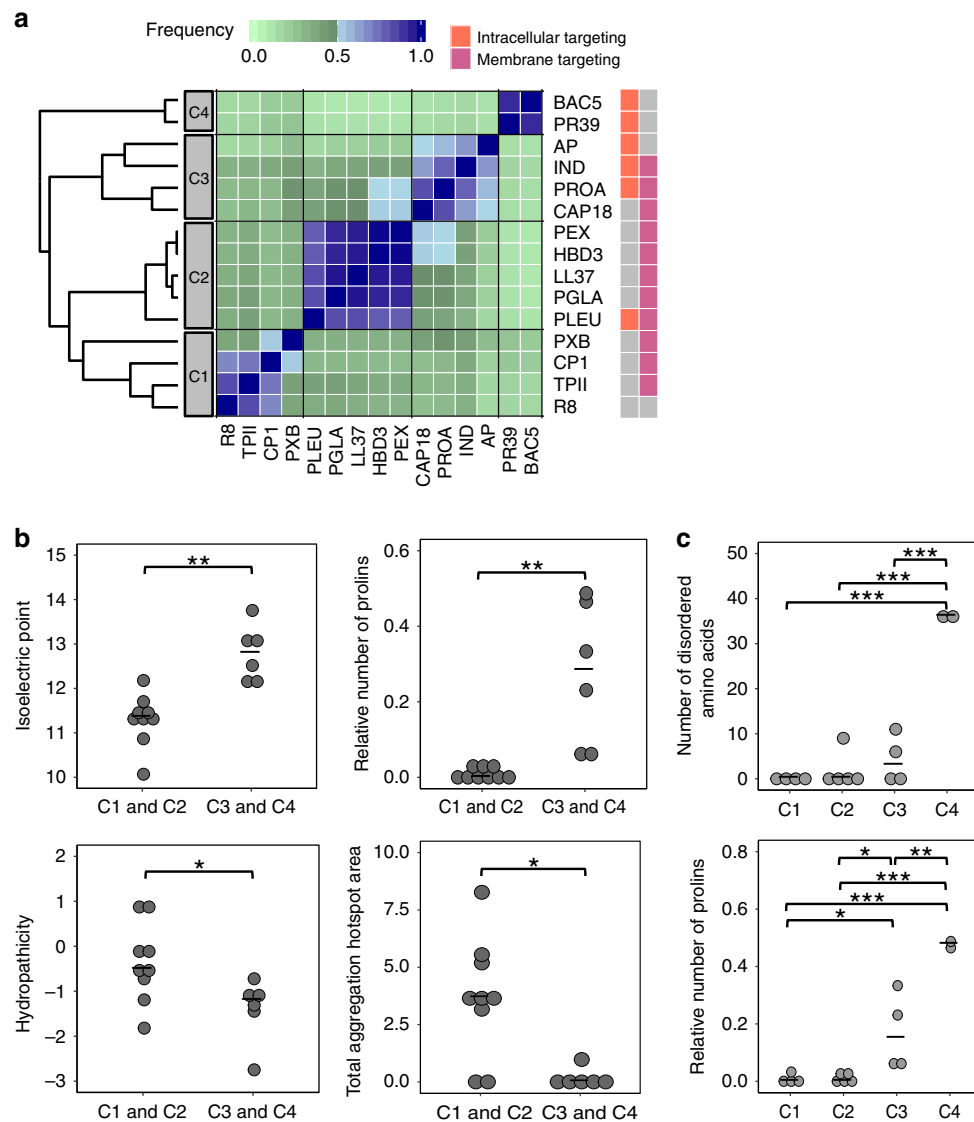 a
Frequency
0.0 0.5 1.0
Intracellular targeting
Membrane targeting
C4
C3
C2
C1
BAC5
PR39
AP
IND
PROA
CAP18
PEX
HBD3
LL37
PGLA
PLEU
PXB
CP1
TPII
R8
R8 TPII CP1 PXB PLEU PGLA LL37 HBD3 PEX CAP18 PROA IND AP PR39 BAC5
b
Isoelectric point
15
14
13
12
11
10
**
C1 and C2 C3 and C4
Relative number of prolins
0.6
0.4
0.2
0.0
**
C1 and C2 C3 and C4
Hydropathicity
2
1
0
−1
−2
−3
*
C1 and C2 C3 and C4
Total aggregation hotspot area
10.0
7.5
5.0
2.5
0.0
*
C1 and C2 C3 and C4
c
Number of disordered
amino acids
50
40
30
20
10
0
***
***
***
C1 C2 C3 C4
Relative number of prolins
0.8
0.6
0.4
0.2
0.0
* **
***
***
*
C1 C2 C3 C4